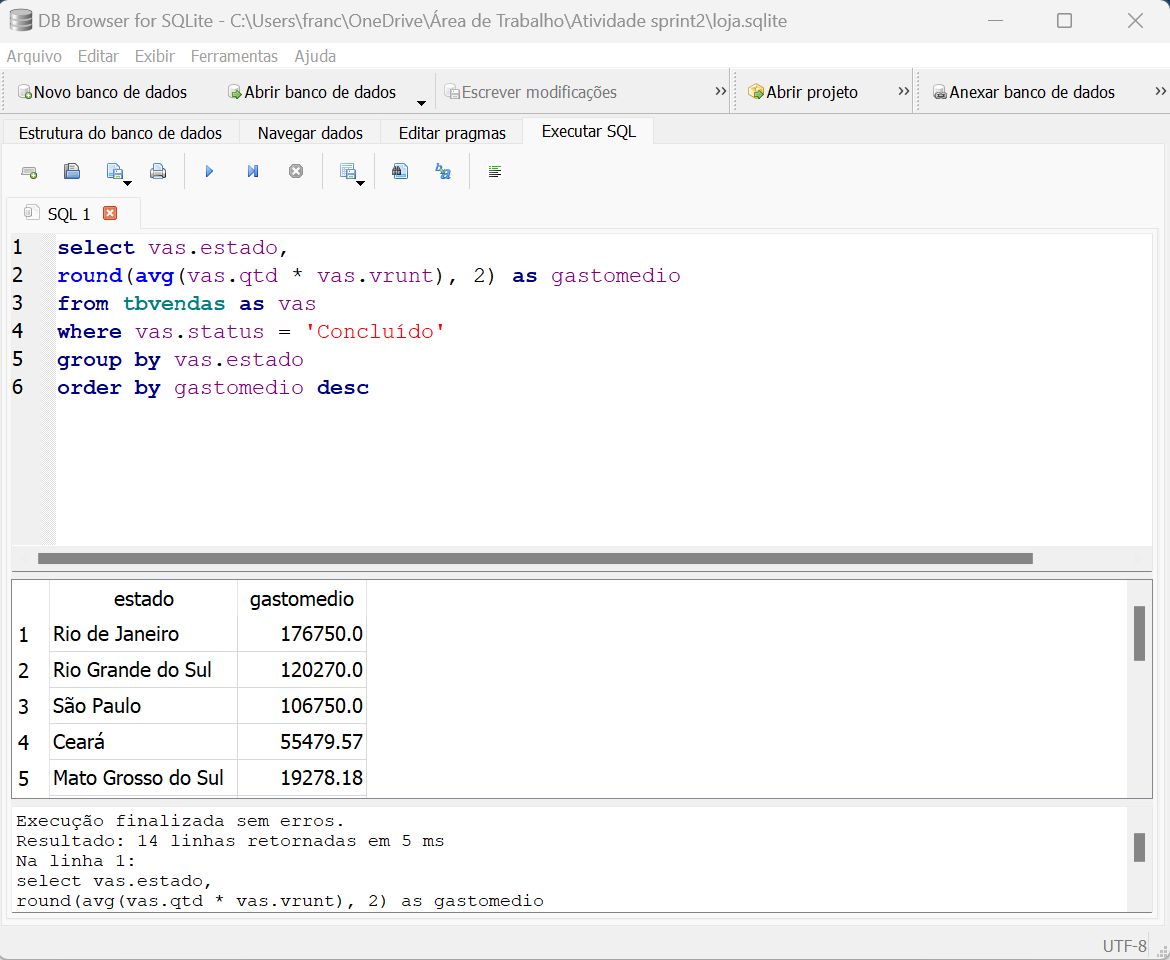 DB Browser for SQLite - C:\Users\franc\OneDrive\Área de Trabalho\Atividade sprint2\loja.sqlite
Arquivo Editar Exibir Ferramentas Ajuda
Novo banco de dados Abrir banco de dados Escrever modificações » Abrir projeto » Anexar banco de dados »
Estrutura do banco de dados Navegar dados Editar pragmas Executar SQL
SQL 1
1 select vas.estado,
2 round(avg(vas.qtd * vas.vrunt), 2) as gastomedio
3 from tbvendas as vas
4 where vas.status = 'Concluído'
5 group by vas.estado
6 order by gastomedio desc
estado gastomedio
1 Rio de Janeiro 176750.0
2 Rio Grande do Sul 120270.0
3 São Paulo 106750.0
4 Ceará 55479.57
5 Mato Grosso do Sul 19278.18
Execução finalizada sem erros.
Resultado: 14 linhas retornadas em 5 ms
Na linha 1:
select vas.estado,
round(avg(vas.qtd * vas.vrunt), 2) as gastomedio
UTF-8